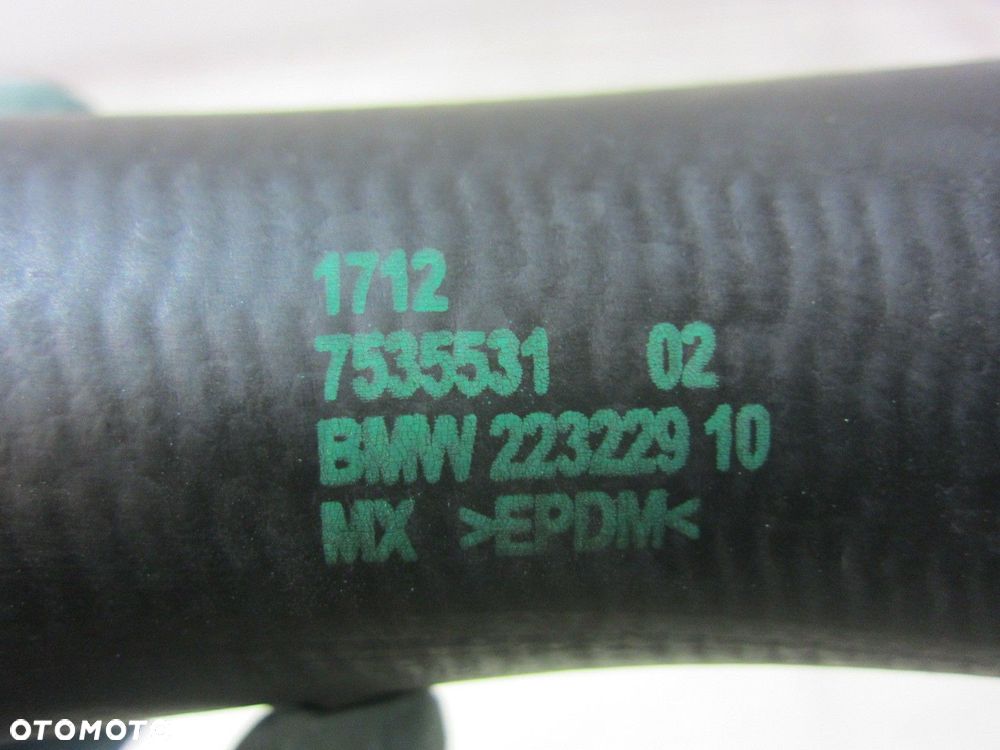 1712
7535531 02
BMW 223229 10
MX >EPDM<
OTOMOTO